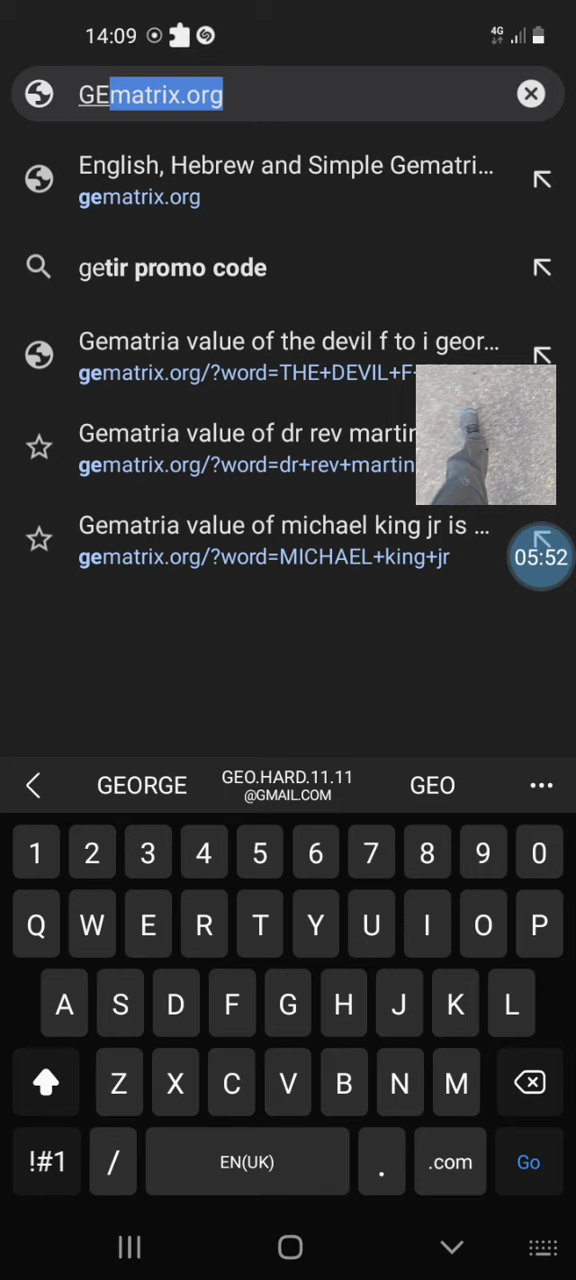 14:09
4G
GEmatrix.org
English, Hebrew and Simple Gematri...
gematrix.org
getir promo code
Gematria value of the devil f to i geor...
gematrix.org/?word=THE+DEVIL+F+
Gematria value of dr rev martin
gematrix.org/?word=dr+rev+martin
Gematria value of michael king jr is ...
gematrix.org/?word=MICHAEL+king+jr
05:52
GEORGE
GEO.HARD.11.11
@GMAIL.COM
GEO
1 2 3 4 5 6 7 8 9 0
Q W E R T Y U I O P
A S D F G H J K L
Z X C V B N M
!#1 / EN(UK) . .com Go